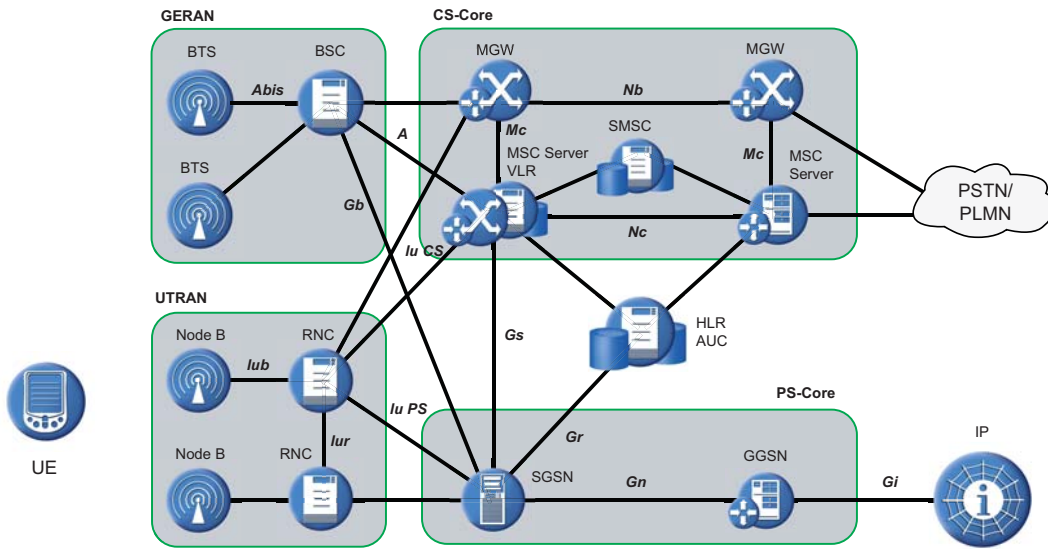 GERAN
CS-Core
BTS
BSC
MGW
MGW
Abis
Nb
A
Mc
SMSC
BTS
MSC Server
VLR
Mc
MSC
Server
Gb
PSTN/
PLMN
Nc
Iu CS
UTRAN
Node B
RNC
HLR
AUC
Gs
Iub
Iu PS
PS-Core
UE
Node B
Iur
RNC
Gr
SGSN
GGSN
IP
Gn
Gi